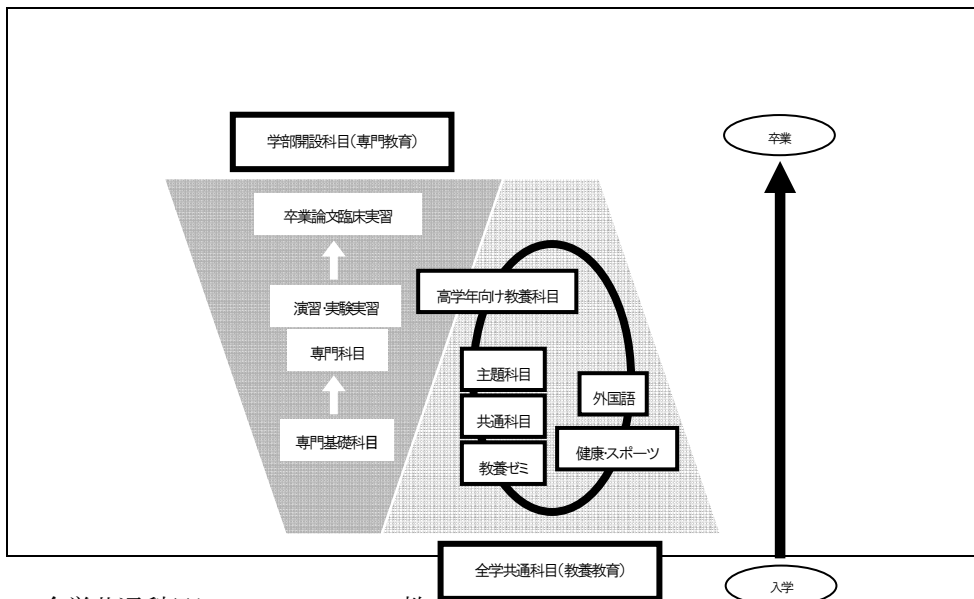 学部開設科目(専門教育)
卒業
卒業論文臨床実習
高学年向け教養科目
演習・実験実習
専門科目
主題科目
外国語
共通科目
専門基礎科目
健康・スポーツ
教養ゼミ
全学共通科目(教養教育)
入学